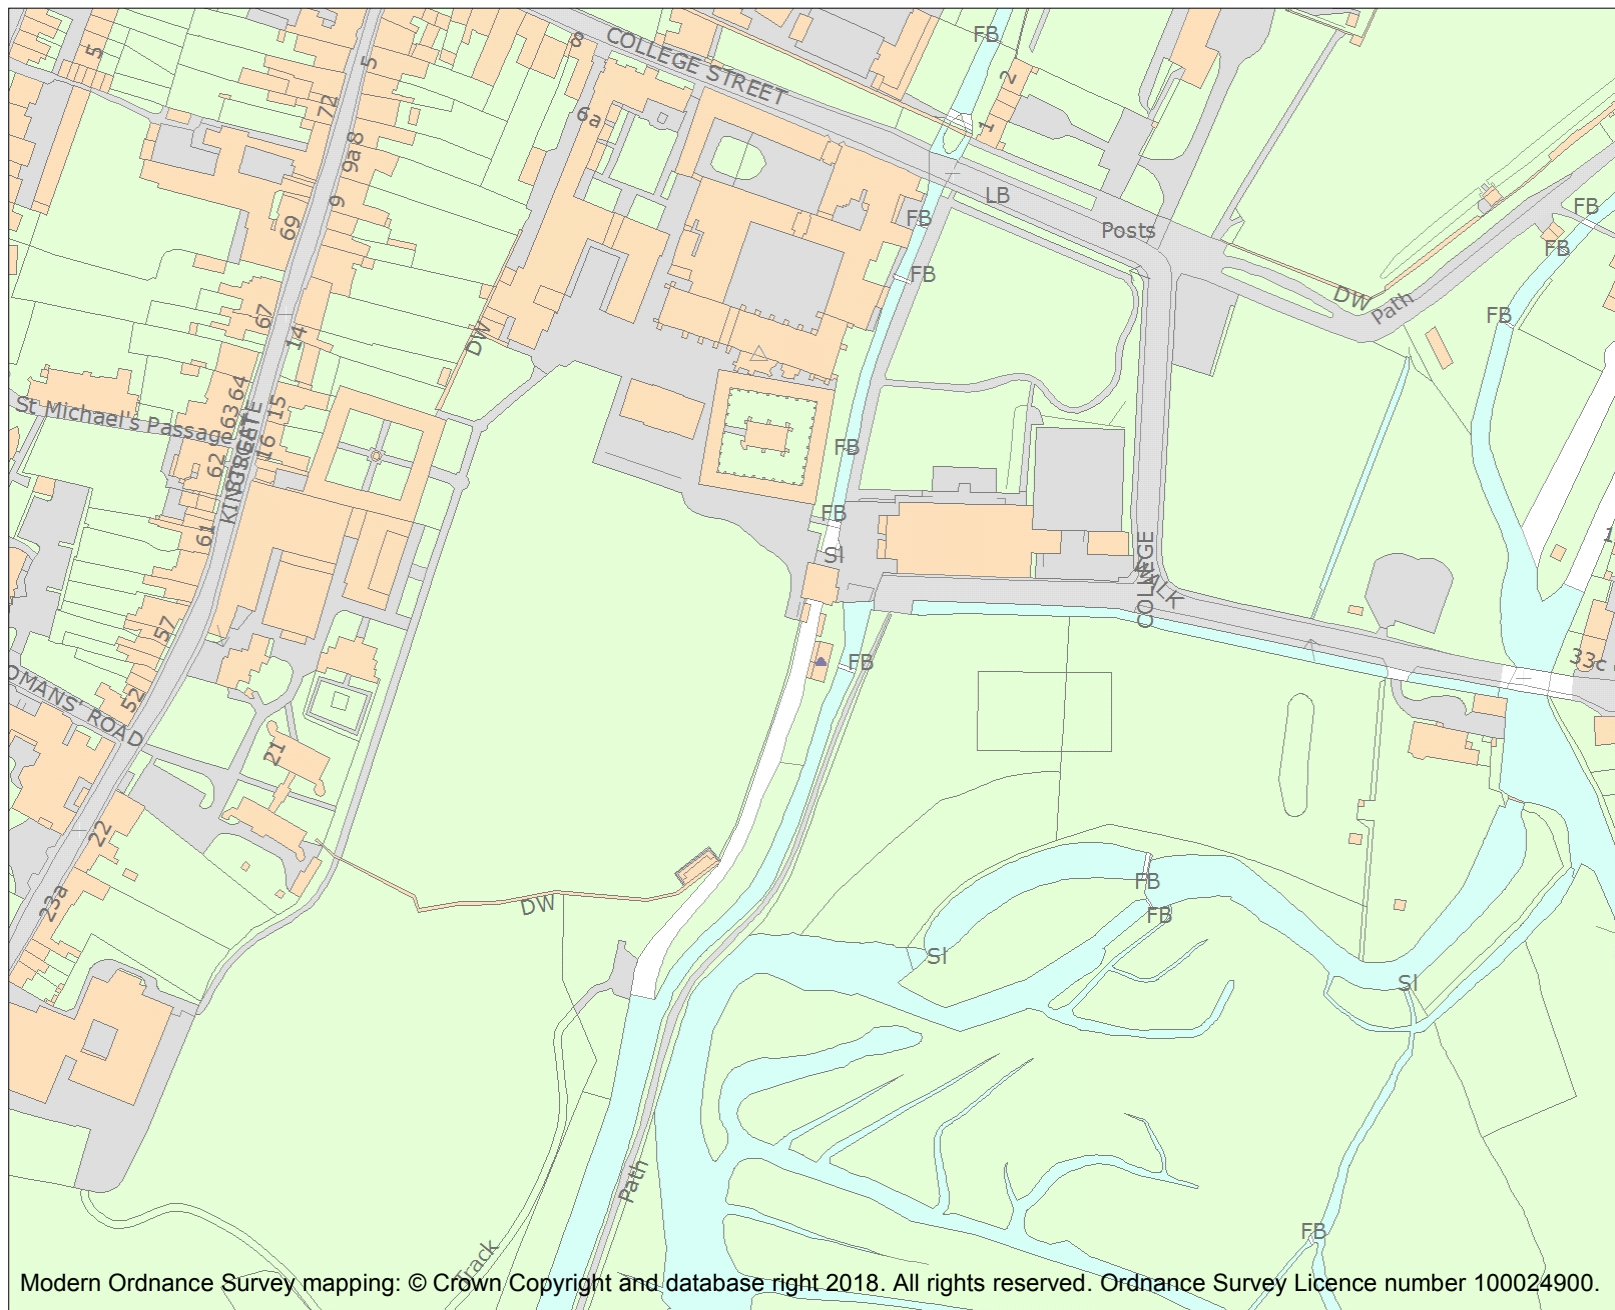 FB
8
COLLEGE STREET
5
5
2
72
6a
1
9a 8
LB
9
FB
FB
69
Posts
FB
FB
FB
DW
Path
67
14
DW
FB
64
15
St Michael's Passage
63
KINGSGATE
16
62
FB
61
FB
Sl
COLLEGE
WALK
57
FB
33c
52
OMANS' ROAD
21
22
23a
DW
FB
FB
Sl
Sl
Path
FB
Track
Modern Ordnance Survey mapping: © Crown Copyright and database right 2018. All rights reserved. Ordnance Survey Licence number 100024900.